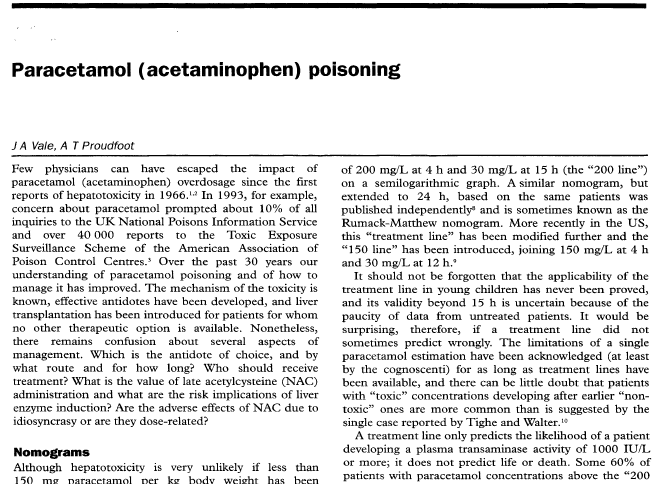 Paracetamol (acetaminophen) poisoning
J A Vale, A T Proudfoot
Few physicians can have escaped the impact of
paracetamol (acetaminophen) overdosage since the first
reports of hepatotoxicity in 1966.1,2 In 1993, for example,
concern about paracetamol prompted about 10% of all
inquiries to the UK National Poisons Information Service
and over 40 000 reports to the Toxic Exposure
Surveillance Scheme of the American Association of
Poison Control Centres.3 Over the past 30 years our
understanding of paracetamol poisoning and of how to
manage it has improved. The mechanism of the toxicity is
known, effective antidotes have been developed, and liver
transplantation has been introduced for patients for whom
no other therapeutic option is available. Nonetheless,
there remains confusion about several aspects of
management. Which is the antidote of choice, and by
what route and for how long? Who should receive
treatment? What is the value of late acetylcysteine (NAC)
administration and what are the risk implications of liver
enzyme induction? Are the adverse effects of NAC due to
idiosyncrasy or are they dose-related?
Nomograms
Although hepatotoxicity is very unlikely if less than
150 mg paracetamol per kg body weight has been
of 200 mg/L at 4 h and 30 mg/L at 15 h (the “200 line”)
on a semilogarithmic graph. A similar nomogram, but
extended to 24 h, based on the same patients was
published independently8 and is sometimes known as the
Rumack-Matthew nomogram. More recently in the US,
this “treatment line” has been modified further and the
“150 line” has been introduced, joining 150 mg/L at 4 h
and 30 mg/L at 12 h.9
It should not be forgotten that the applicability of the
treatment line in young children has never been proved,
and its validity beyond 15 h is uncertain because of the
paucity of data from untreated patients. It would be
surprising, therefore, if a treatment line did not
sometimes predict wrongly. The limitations of a single
paracetamol estimation have been acknowledged (at least
by the cognoscenti) for as long as treatment lines have
been available, and there can be little doubt that patients
with “toxic” concentrations developing after earlier “non-
toxic” ones are more common than is suggested by the
single case reported by Tighe and Walter.10
A treatment line only predicts the likelihood of a patient
developing a plasma transaminase activity of 1000 IU/L
or more; it does not predict life or death. Some 60% of
patients with paracetamol concentrations above the “200